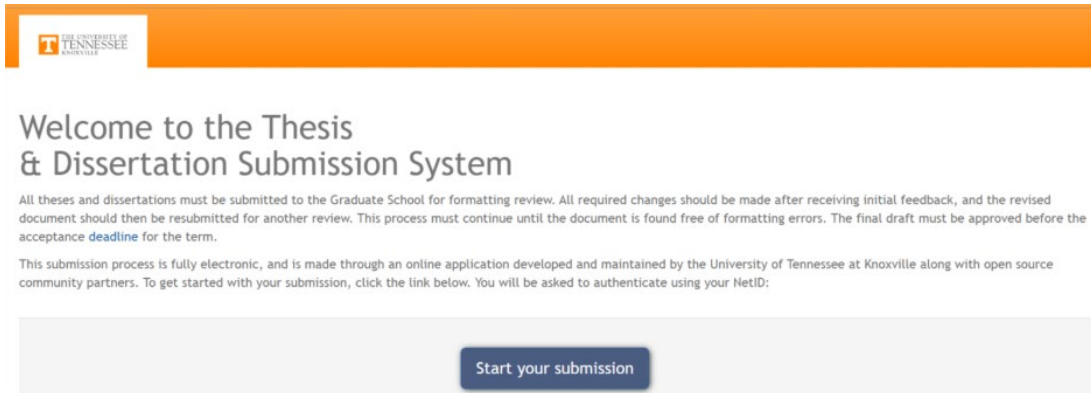 THE UNIVERSITY OF
TENNESSEE
KNOXVILLE
Welcome to the Thesis
& Dissertation Submission System
All theses and dissertations must be submitted to the Graduate School for formatting review. All required changes should be made after receiving initial feedback, and the revised
document should then be resubmitted for another review. This process must continue until the document is found free of formatting errors. The final draft must be approved before the
acceptance deadline for the term.
This submission process is fully electronic, and is made through an online application developed and maintained by the University of Tennessee at Knoxville along with open source
community partners. To get started with your submission, click the link below. You will be asked to authenticate using your NetID:
Start your submission